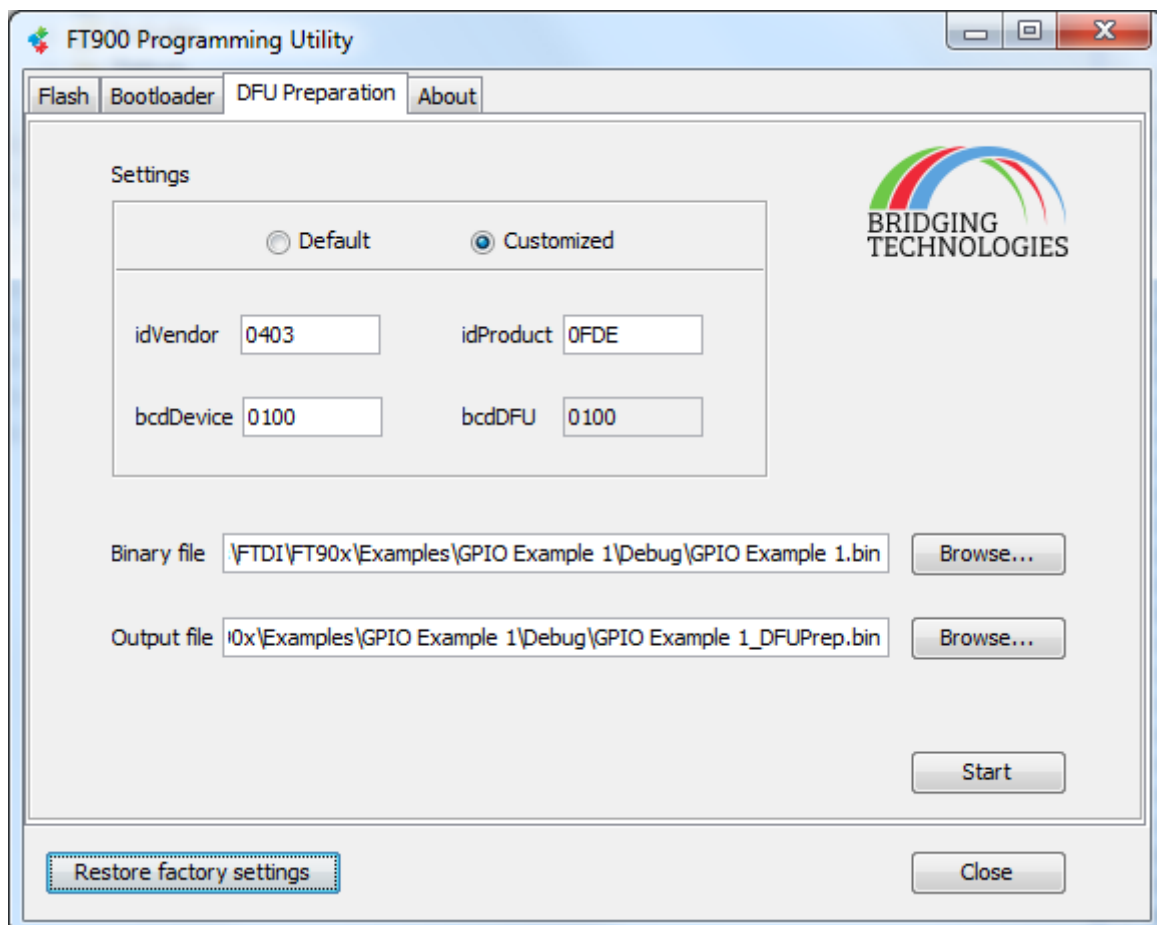 FT900 Programming Utility
Flash Bootloader DFU Preparation About
Settings
BRIDGING
TECHNOLOGIES
Default Customized
idVendor 0403 idProduct 0FDE
bcdDevice 0100 bcdDFU 0100
Binary file \FTDI\FT90x\Examples\GPIO Example 1\Debug\GPIO Example 1.bin Browse...
Output file 0x\Examples\GPIO Example 1\Debug\GPIO Example 1_DFUPrep.bin Browse...
Start
Restore factory settings Close